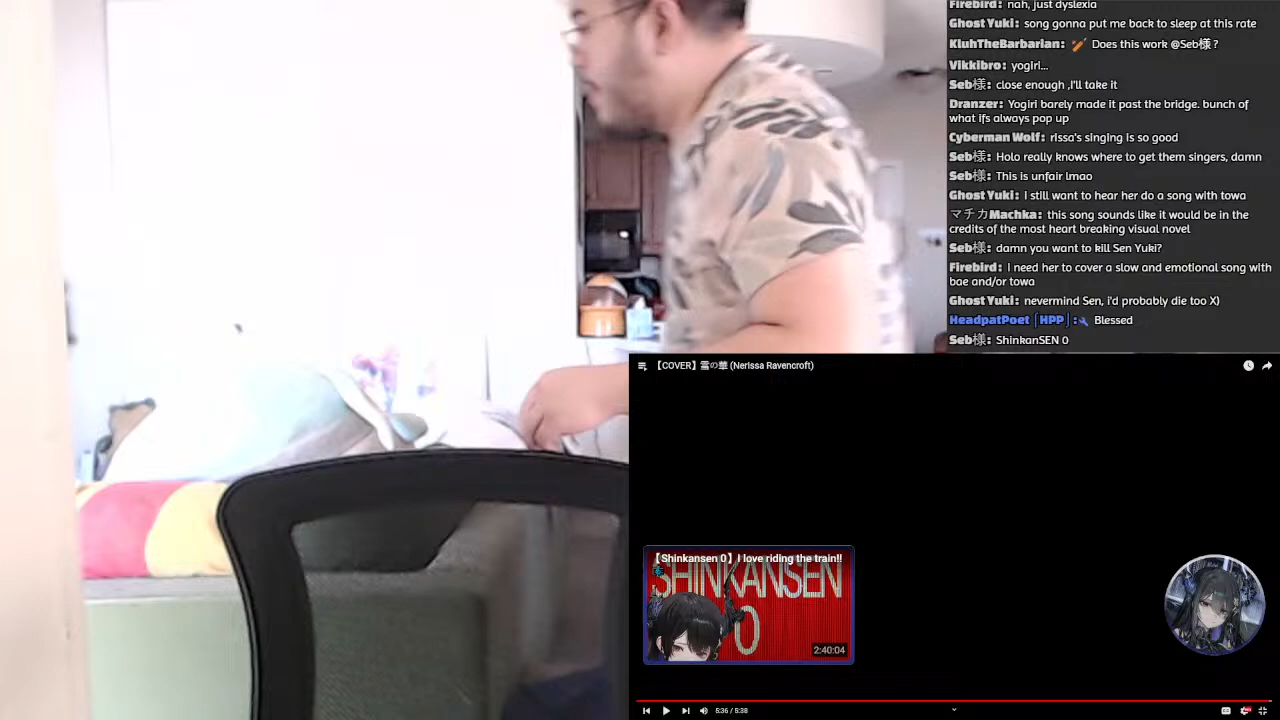 Firebird: nah, just dyslexia
Ghost Yuki: song gonna put me back to sleep at this rate
KluhTheBarbarian: Does this work @Seb様 ?
Vikkibro: yogiri...
Seb様: close enough ,I'll take it
Dranzer: Yogiri barely made it past the bridge. bunch of
what ifs always pop up
Cyberman Wolf: rissa's singing is so good
Seb様: Holo really knows where to get them singers, damn
Seb様: This is unfair lmao
Ghost Yuki: I still want to hear her do a song with towa
マチカMachka: this song sounds like it would be in the
credits of the most heart breaking visual novel
Seb様: damn you want to kill Sen Yuki?
Firebird: I need her to cover a slow and emotional song with
bae and/or towa
Ghost Yuki: nevermind Sen, i'd probably die too X)
HeadpatPoet [HPP]: Blessed
Seb様: ShinkanSEN 0
【COVER】雪の華 (Nerissa Ravencroft)
【Shinkansen 0】I love riding the train!!
SHINKANSEN
0
2:40:04
5:36 / 5:38